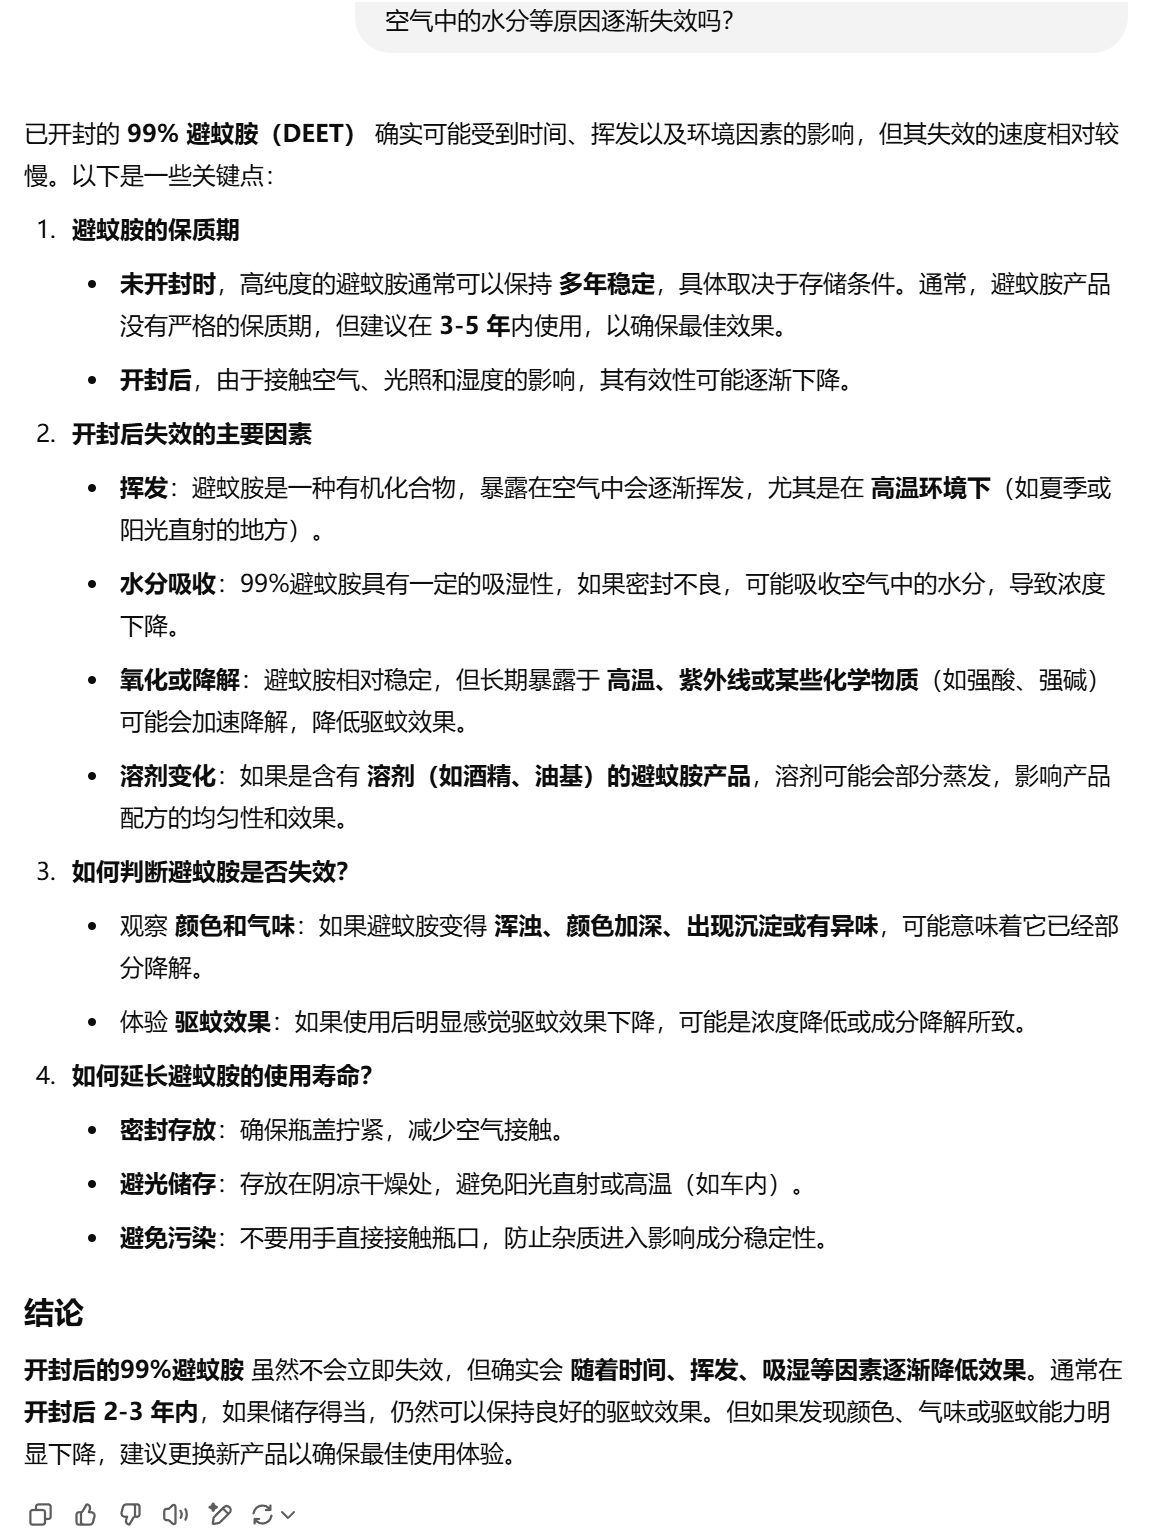 空气中的水分等原因逐渐失效吗？
已开封的 99% 避蚊胺（DEET） 确实可能受到时间、挥发以及环境因素的影响，但其失效的速度相对较
慢。以下是一些关键点：
1. 避蚊胺的保质期
• 未开封时，高纯度的避蚊胺通常可以保持 多年稳定，具体取决于存储条件。通常，避蚊胺产品
没有严格的保质期，但建议在 3-5 年内使用，以确保最佳效果。
• 开封后，由于接触空气、光照和湿度的影响，其有效性可能逐渐下降。
2. 开封后失效的主要因素
• 挥发：避蚊胺是一种有机化合物，暴露在空气中会逐渐挥发，尤其是在 高温环境下（如夏季或
阳光直射的地方）。
• 水分吸收：99%避蚊胺具有一定的吸湿性，如果密封不良，可能吸收空气中的水分，导致浓度
下降。
• 氧化或降解：避蚊胺相对稳定，但长期暴露于 高温、紫外线或某些化学物质（如强酸、强碱）
可能会加速降解，降低驱蚊效果。
• 溶剂变化：如果是含有 溶剂（如酒精、油基）的避蚊胺产品，溶剂可能会部分蒸发，影响产品
配方的均匀性和效果。
3. 如何判断避蚊胺是否失效？
• 观察 颜色和气味：如果避蚊胺变得 浑浊、颜色加深、出现沉淀或有异味，可能意味着它已经部
分降解。
• 体验 驱蚊效果：如果使用后明显感觉驱蚊效果下降，可能是浓度降低或成分降解所致。
4. 如何延长避蚊胺的使用寿命？
• 密封存放：确保瓶盖拧紧，减少空气接触。
• 避光储存：存放在阴凉干燥处，避免阳光直射或高温（如车内）。
• 避免污染：不要用手直接接触瓶口，防止杂质进入影响成分稳定性。
结论
开封后的99%避蚊胺 虽然不会立即失效，但确实会 随着时间、挥发、吸湿等因素逐渐降低效果。通常在
开封后 2-3 年内，如果储存得当，仍然可以保持良好的驱蚊效果。但如果发现颜色、气味或驱蚊能力明
显下降，建议更换新产品以确保最佳使用体验。